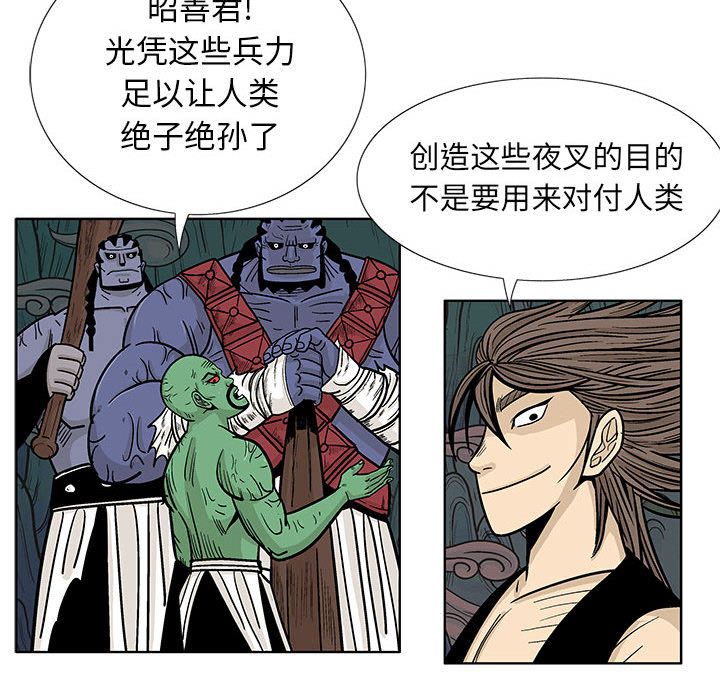 昭善君!
光凭这些兵力
足以让人类
绝子绝孙了
创造这些夜叉的目的
不是要用来对付人类